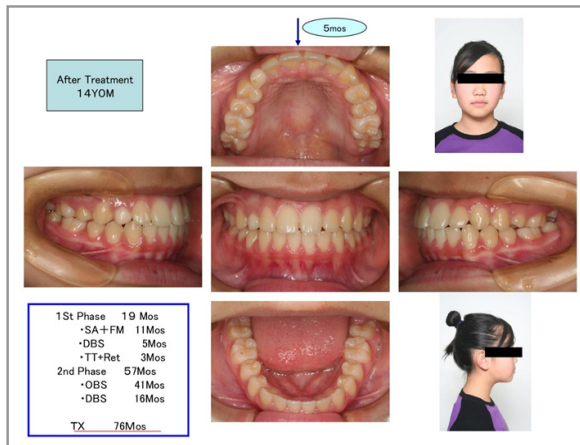 5mos
After Treatment
14YOM
1St Phase 19 Mos
・SA+FM 11Mos
・DBS 5Mos
・TT+Ret 3Mos
2nd Phase 57Mos
・OBS 41Mos
・DBS 16Mos
TX 76Mos